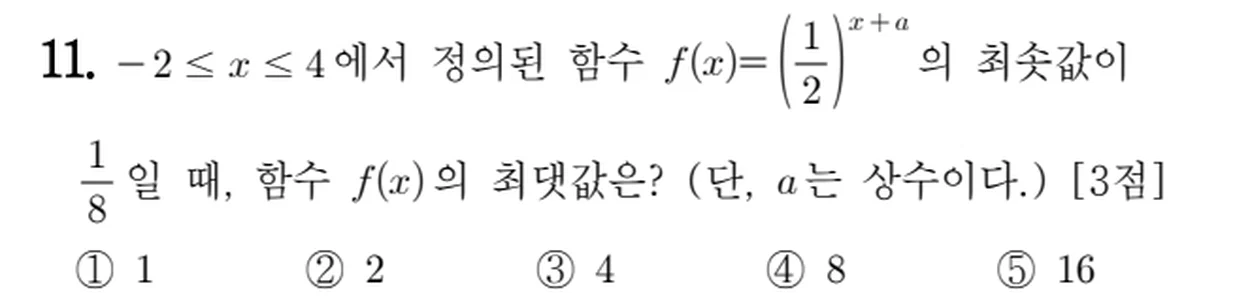 11. −2 ≤ x ≤ 4에서 정의된 함수 f(x)=(1/2)^{x+a}의 최솟값이
1/8일 때, 함수 f(x)의 최댓값은? (단, a는 상수이다.) [3점]
① 1 ② 2 ③ 4 ④ 8 ⑤ 16